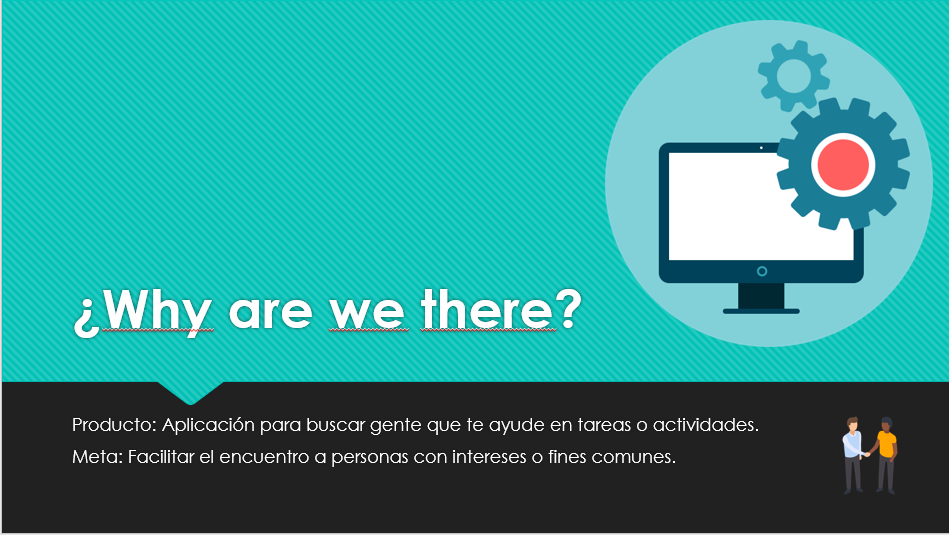 ¿Why are we there?
Producto: Aplicación para buscar gente que te ayude en tareas o actividades.
Meta: Facilitar el encuentro a personas con intereses o fines comunes.